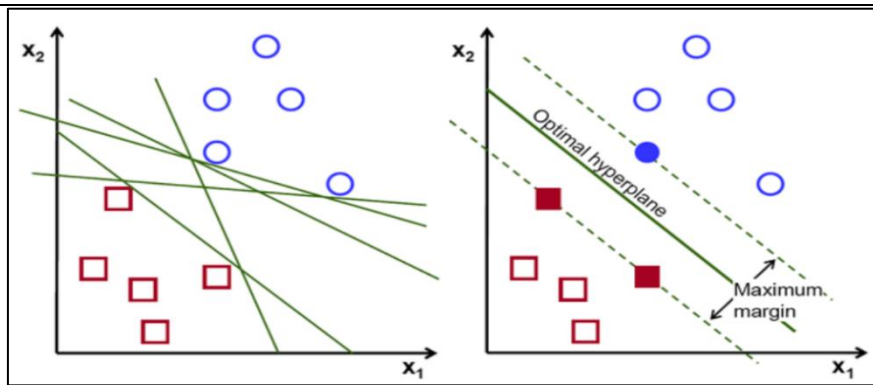 x₂
x₁
x₂
Optimal hyperplane
Maximum
margin
x₁